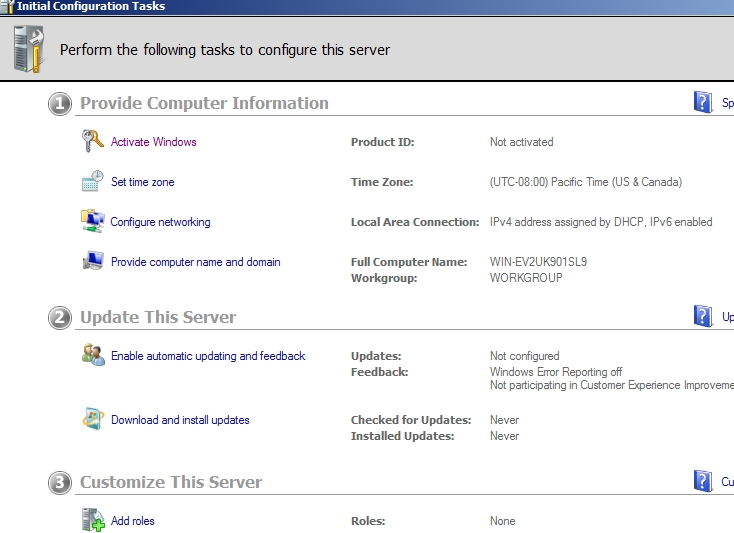 Initial Configuration Tasks
Perform the following tasks to configure this server
1 Provide Computer Information Sp
Activate Windows Product ID: Not activated
Set time zone Time Zone: (UTC-08:00) Pacific Time (US & Canada)
Configure networking Local Area Connection: IPv4 address assigned by DHCP, IPv6 enabled
Provide computer name and domain Full Computer Name: WIN-EV2UK901SL9
Workgroup: WORKGROUP
2 Update This Server Up
Enable automatic updating and feedback Updates: Not configured
Feedback: Windows Error Reporting off
Not participating in Customer Experience Improveme
Download and install updates Checked for Updates: Never
Installed Updates: Never
3 Customize This Server Cu
Add roles Roles: None